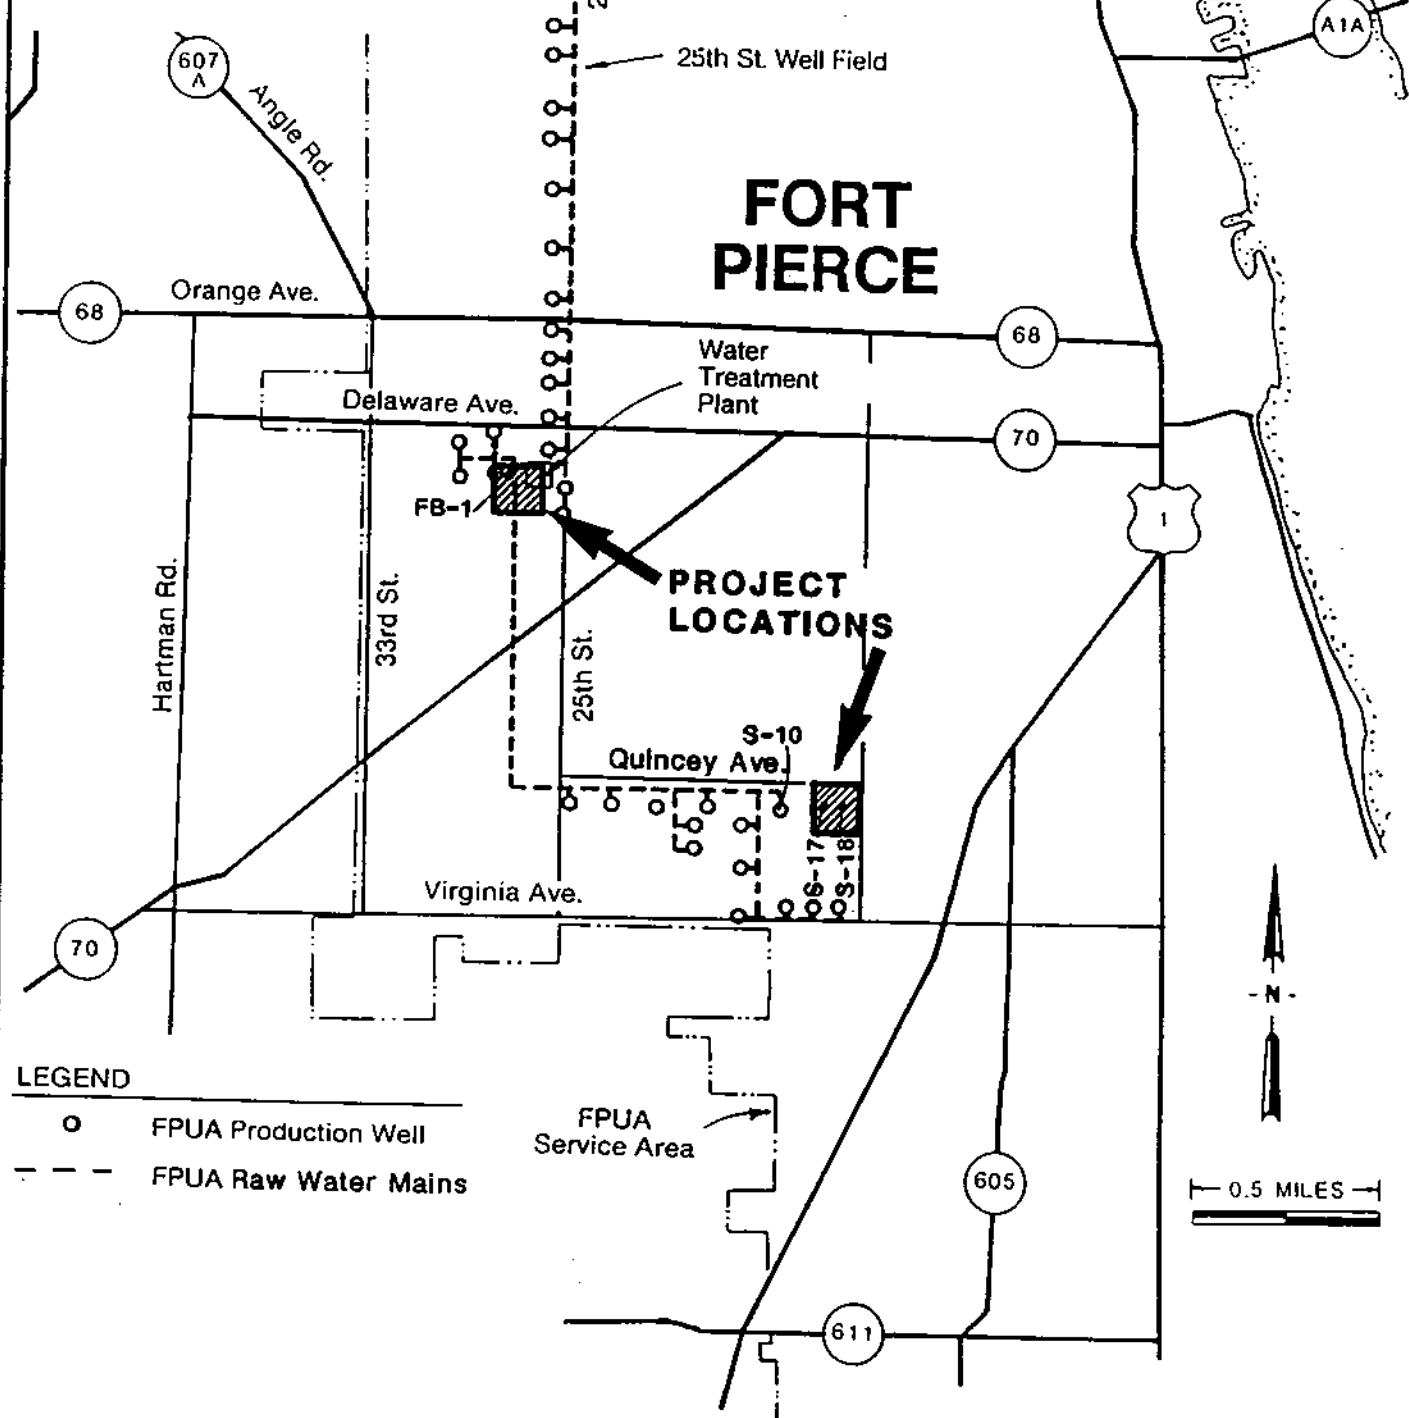 A1A
607
A
25th St. Well Field
Angle Rd.
FORT
PIERCE
Orange Ave.
68
68
Water
Treatment
Plant
Delaware Ave.
70
FB-1
1
PROJECT
LOCATIONS
Hartman Rd.
33rd St.
25th St.
S-10
Quincey Ave.
S-17
S-18
Virginia Ave.
70
- N -
LEGEND
FPUA Production Well
FPUA Raw Water Mains
FPUA
Service Area
605
0.5 MILES
611